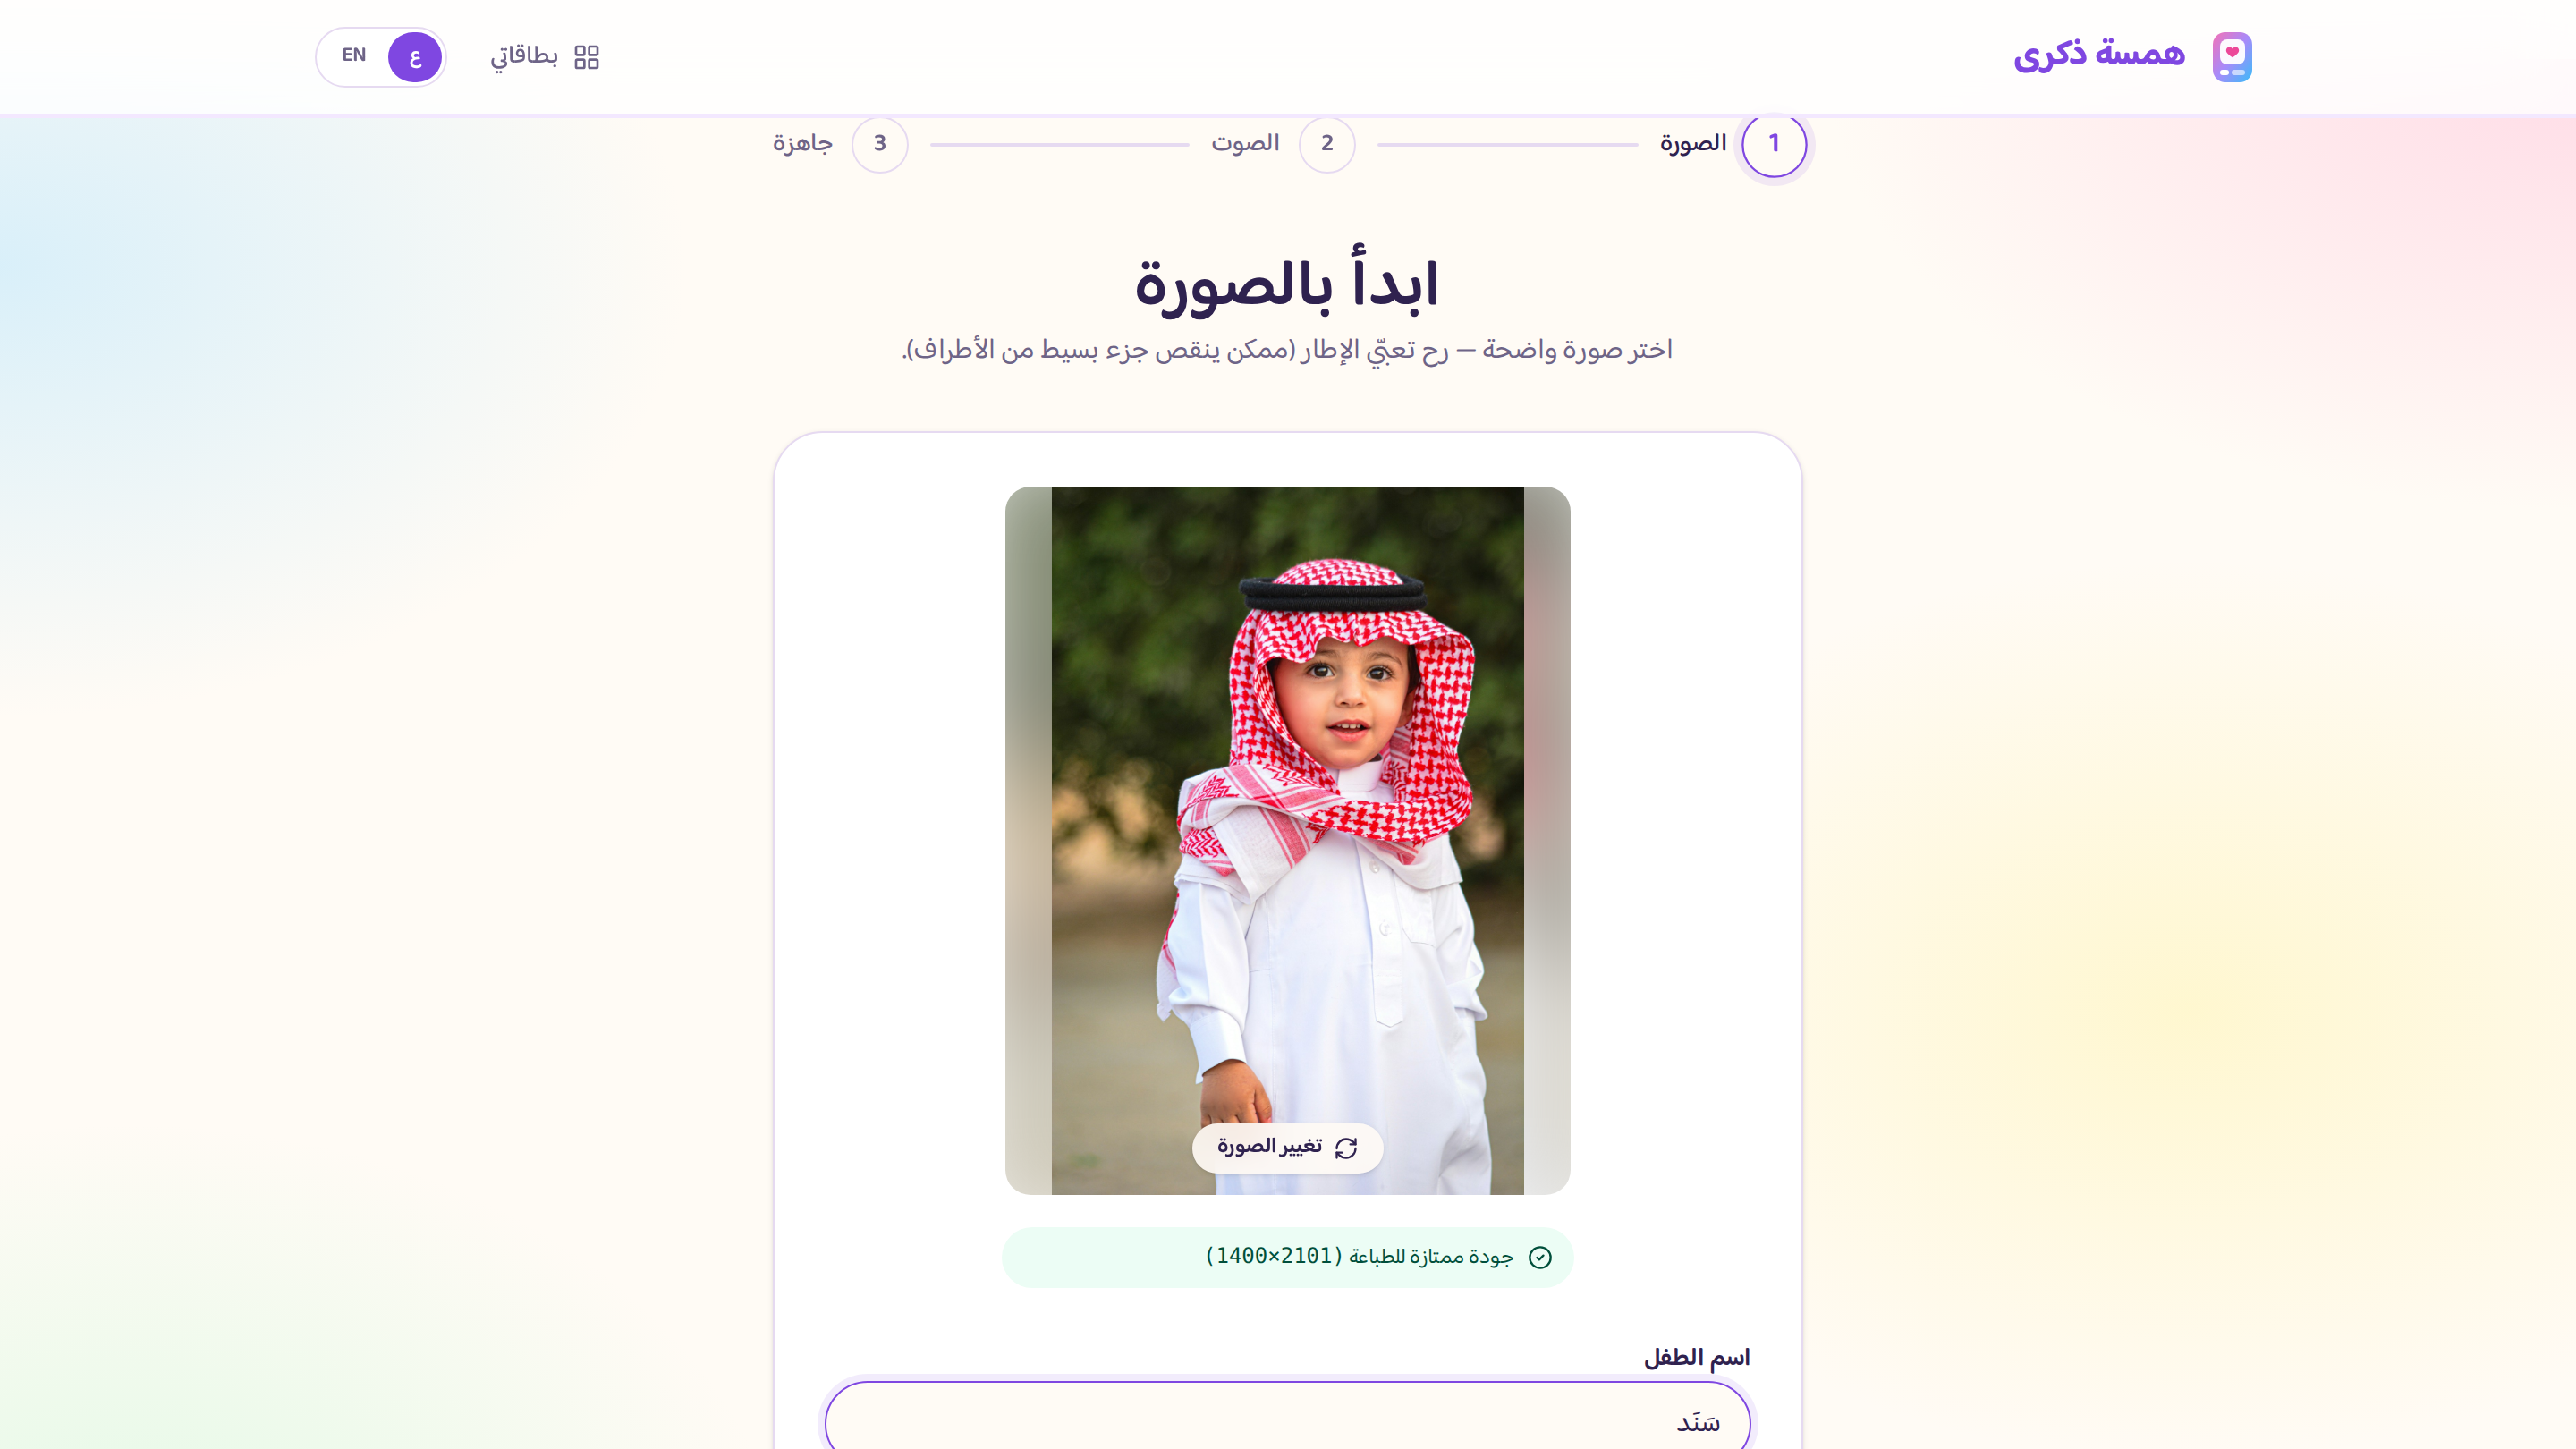 همسة ذكرى
بطاقاتي
ع EN
1 الصورة 2 الصوت 3 جاهزة
ابدأ بالصورة
اختر صورة واضحة — رح تعبّي الإطار (ممكن ينقص جزء بسيط من الأطراف).
تغيير الصورة
جودة ممتازة للطباعة (1400×2101)
اسم الطفل
سَنَد